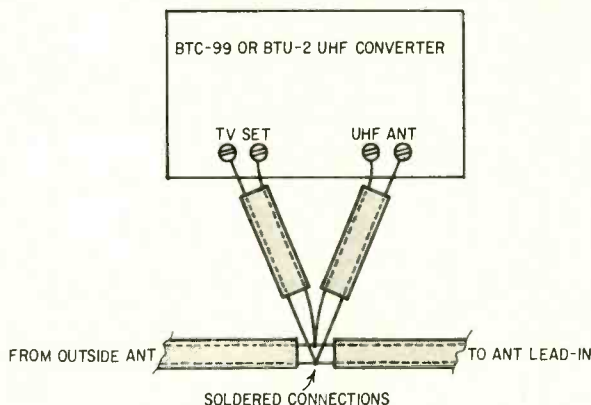 BTC-99 OR BTU-2 UHF CONVERTER
TV SET
UHF ANT
FROM OUTSIDE ANT
TO ANT LEAD-IN
SOLDERED CONNECTIONS